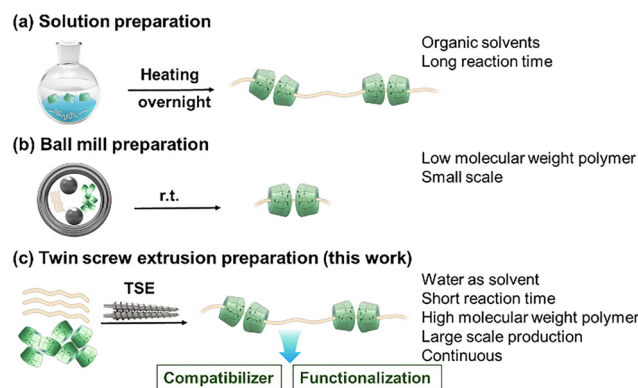 (a) Solution preparation
Heating
overnight
Organic solvents
Long reaction time
(b) Ball mill preparation
r.t.
Low molecular weight polymer
Small scale
(c) Twin screw extrusion preparation (this work)
TSE
Water as solvent
Short reaction time
High molecular weight polymer
Large scale production
Continuous
Compatibilizer
Functionalization